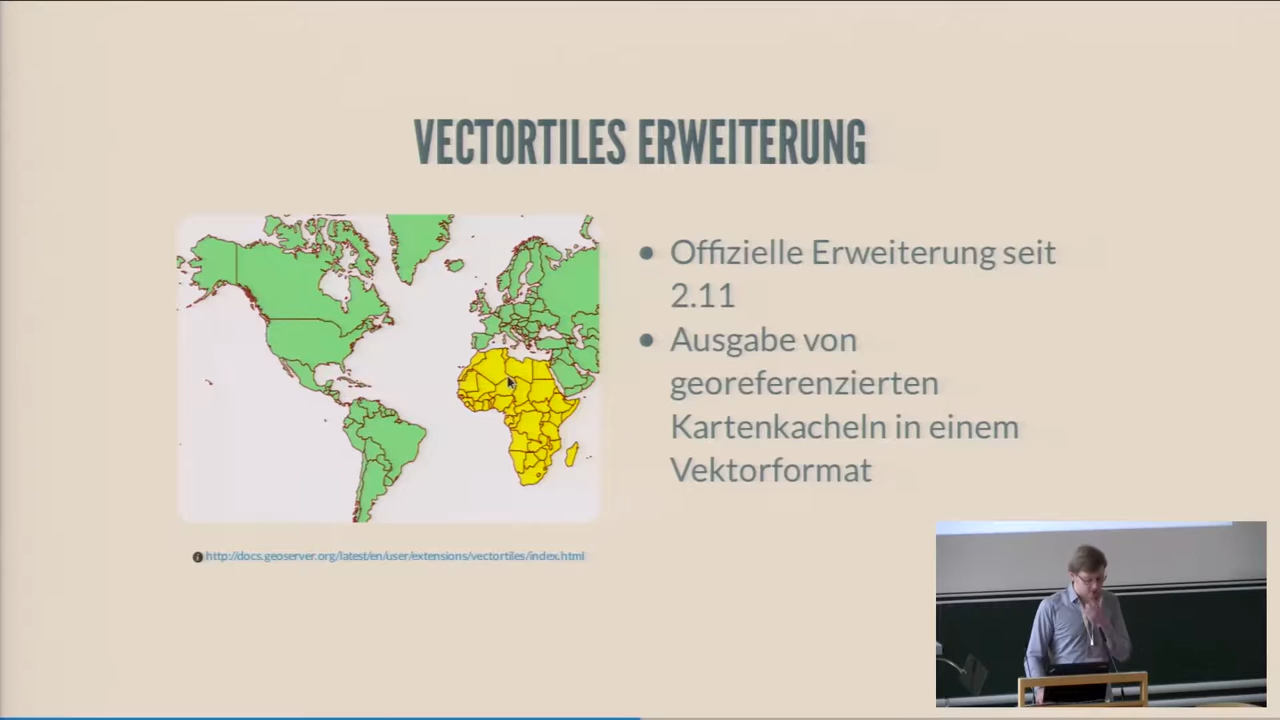 VECTORTILES ERWEITERUNG
Offizielle Erweiterung seit
2.11
Ausgabe von
georeferenzierten
Kartenkacheln in einem
Vektorformat
http://docs.geoserver.org/latest/en/user/extensions/vectortiles/index.html